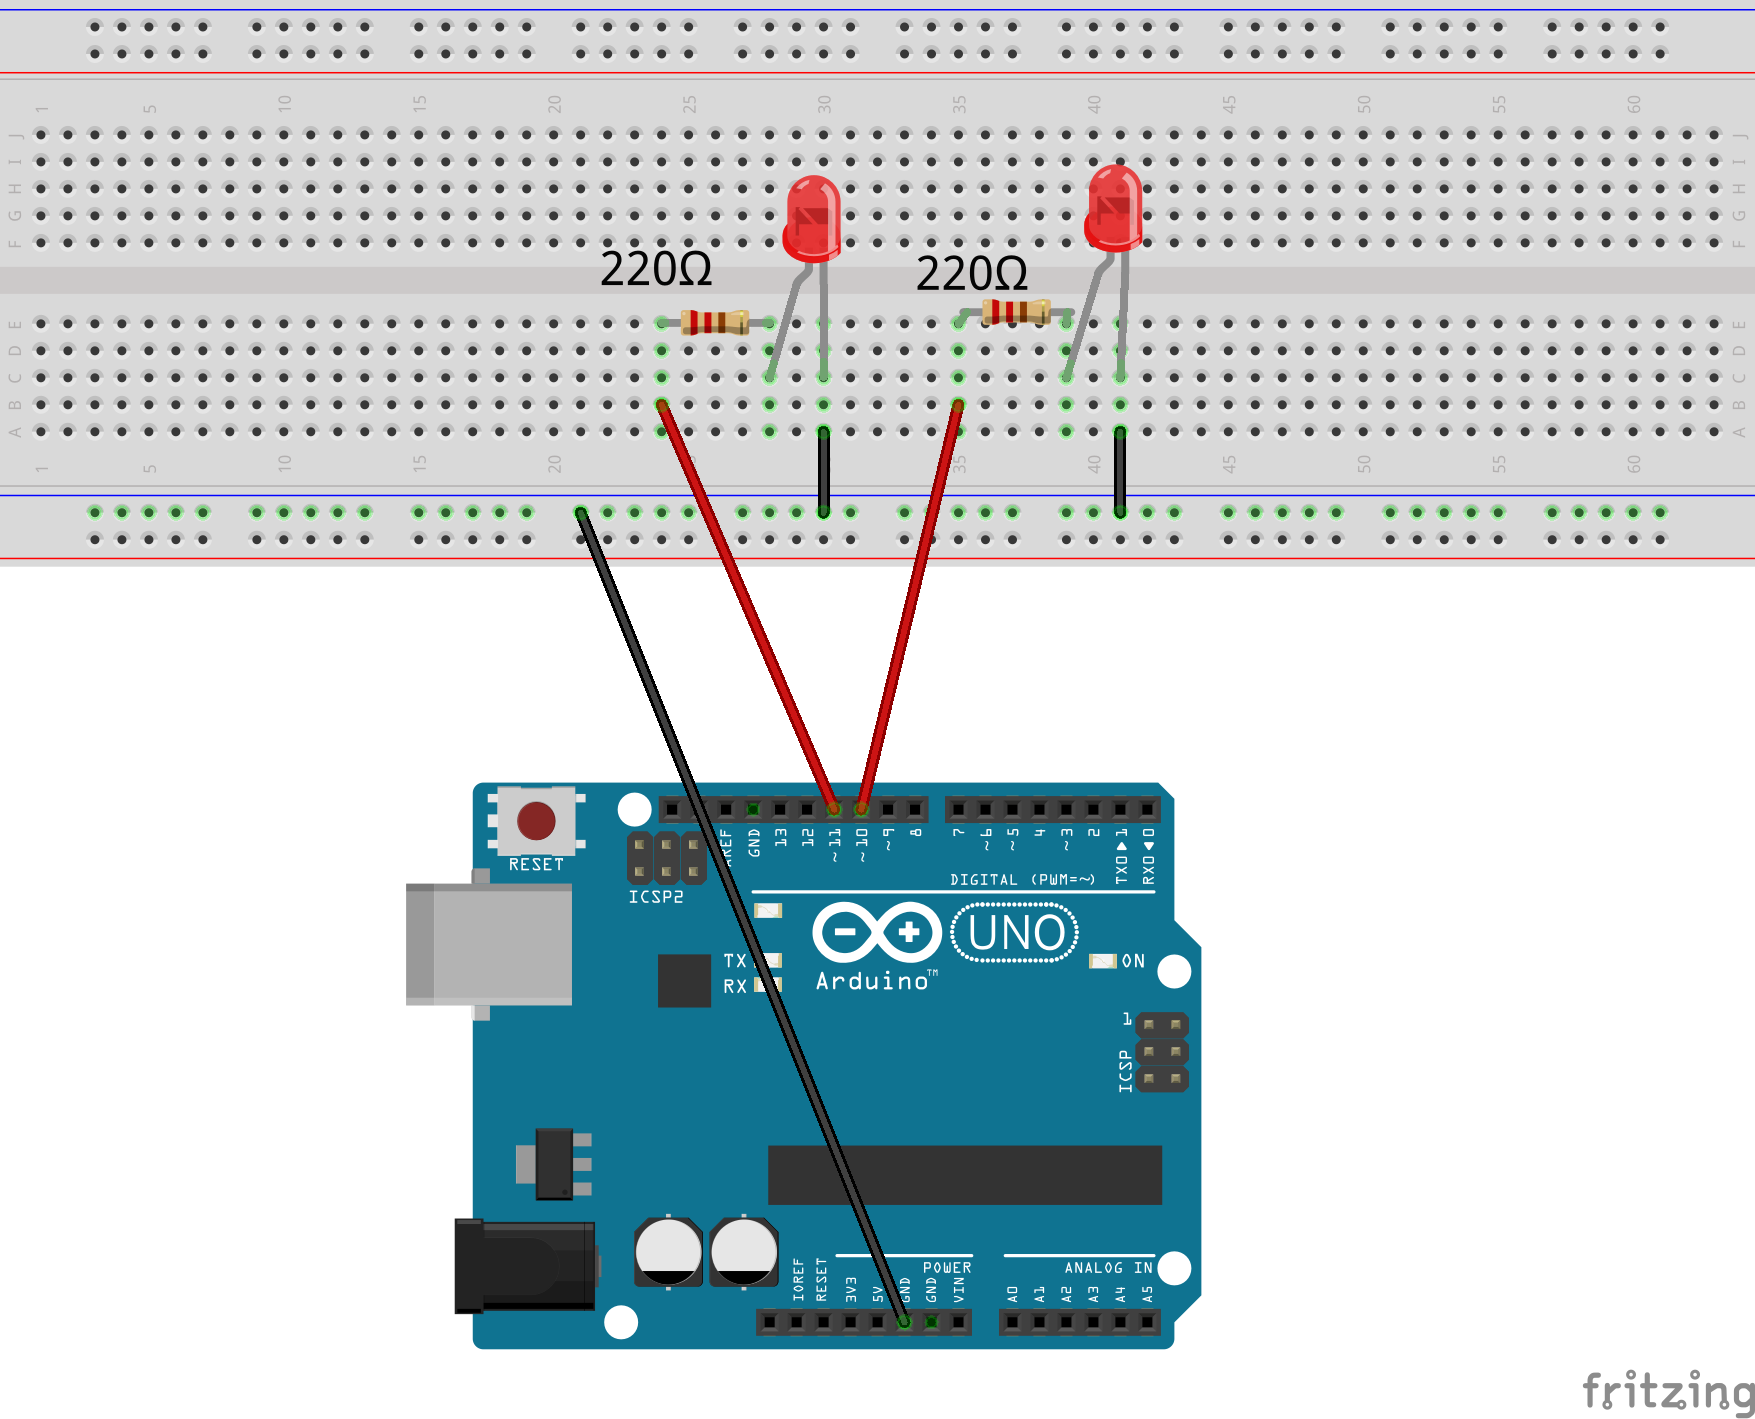 1 5 10 15 20 25 30 35 40 45 50 55 60
J J
I I
H H
G G
F F
220Ω 220Ω
E E
D D
C C
B B
A A
1 5 10 15 20 25 30 35 40 45 50 55 60
RESET
AREF GND 13 12 ~11 ~10 ~9 8 7 ~6 ~5 4 ~3 2 TX0▶1 RX0◀0
ICSP2
DIGITAL (PWM=~)
UNO
TX
RX
ON
Arduino™
1
ICSP
POWER
ANALOG IN
IOREF RESET 3V3 5V GND GND VIN A0 A1 A2 A3 A4 A5
fritzing